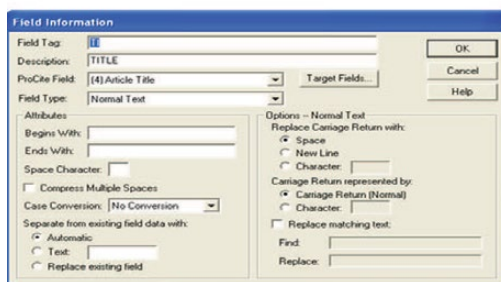 Field Information
Field Tag: TI
Description: TITLE
ProCite Field: (4) Article Title
Target Fields...
Field Type: Normal Text
OK
Cancel
Help
Attributes
Begins With:
Ends With:
Space Character:
Compress Multiple Spaces
Case Conversion: No Conversion
Separate from existing field data with:
Automatic
Text:
Replace existing field
Options -- Normal Text
Replace Carriage Return with:
Space
New Line
Character:
Carriage Return represented by:
Carriage Return (Normal)
Character:
Replace matching text:
Find:
Replace: